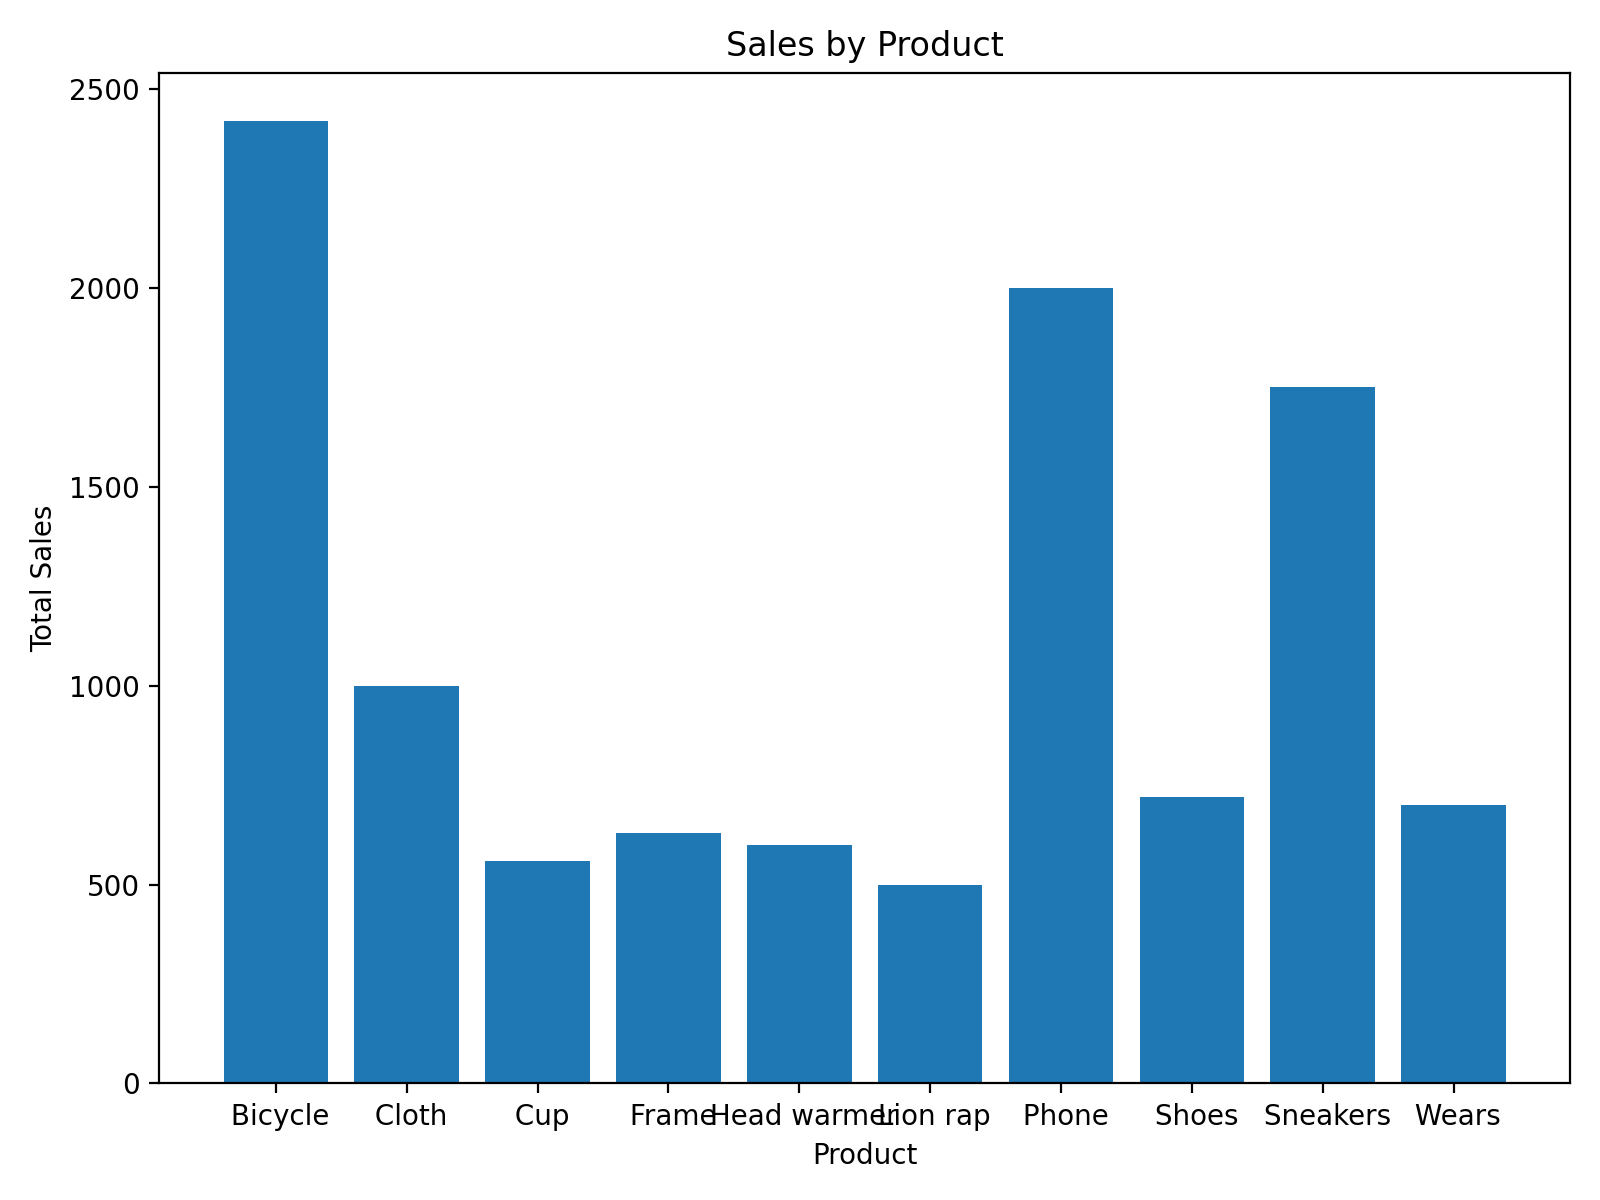 Sales by Product
2500
2000
1500
1000
500
0
Total Sales
Bicycle Cloth Cup Frame Head warmer Lion rap Phone Shoes Sneakers Wears
Product